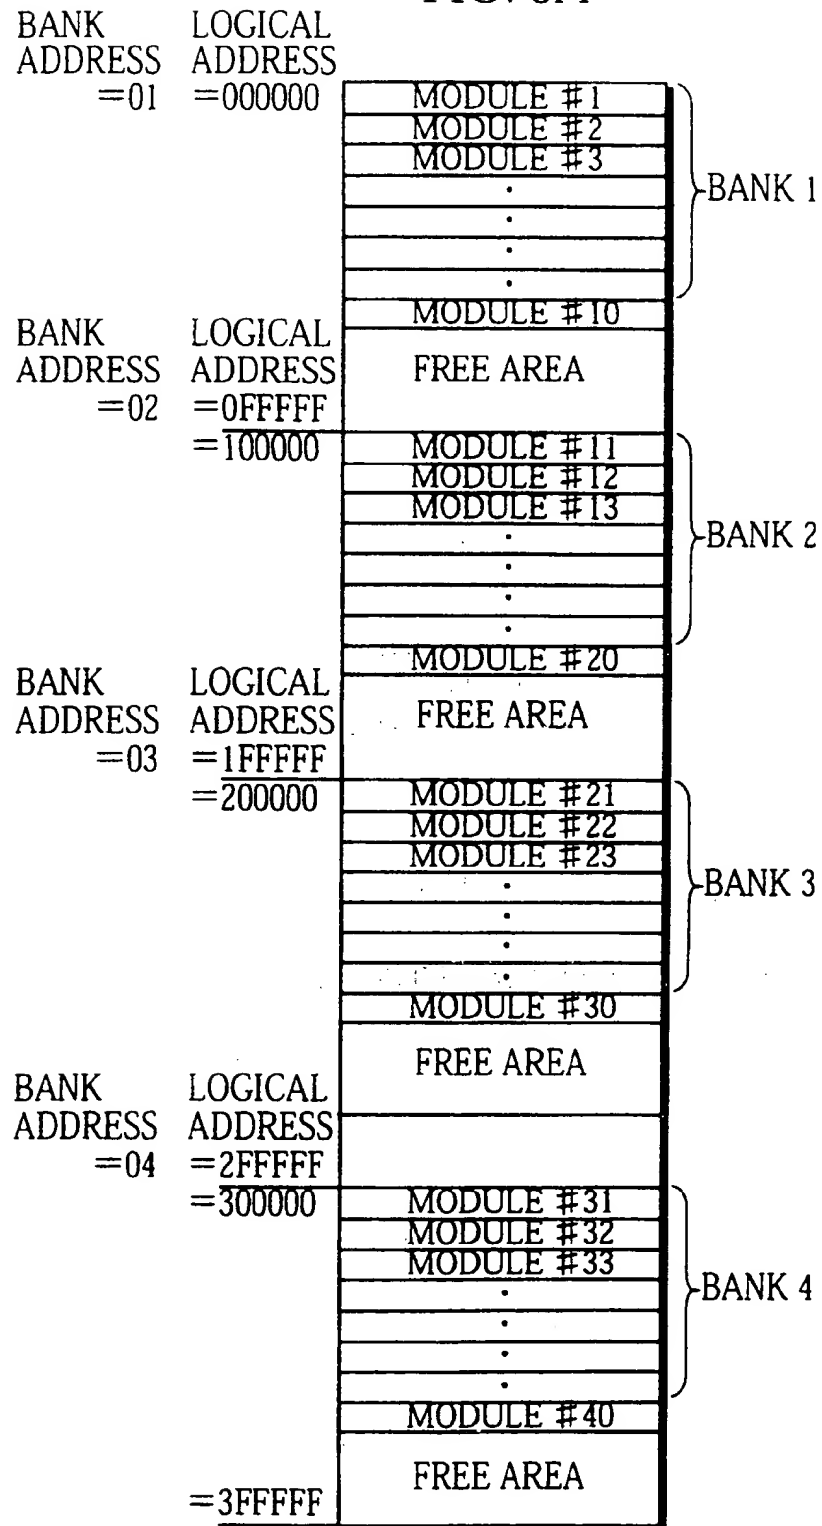 BANK LOGICAL
ADDRESS ADDRESS
=01 =000000
MODULE #1
MODULE #2
MODULE #3
BANK 1
MODULE #10
BANK LOGICAL
ADDRESS ADDRESS
FREE AREA
=02 =0FFFFF
=100000
MODULE #11
MODULE #12
MODULE #13
BANK 2
MODULE #20
BANK LOGICAL
ADDRESS ADDRESS
FREE AREA
=03 =1FFFFF
=200000
MODULE #21
MODULE #22
MODULE #23
BANK 3
MODULE #30
FREE AREA
BANK LOGICAL
ADDRESS ADDRESS
=04 =2FFFFF
=300000
MODULE #31
MODULE #32
MODULE #33
BANK 4
MODULE #40
FREE AREA
=3FFFFF